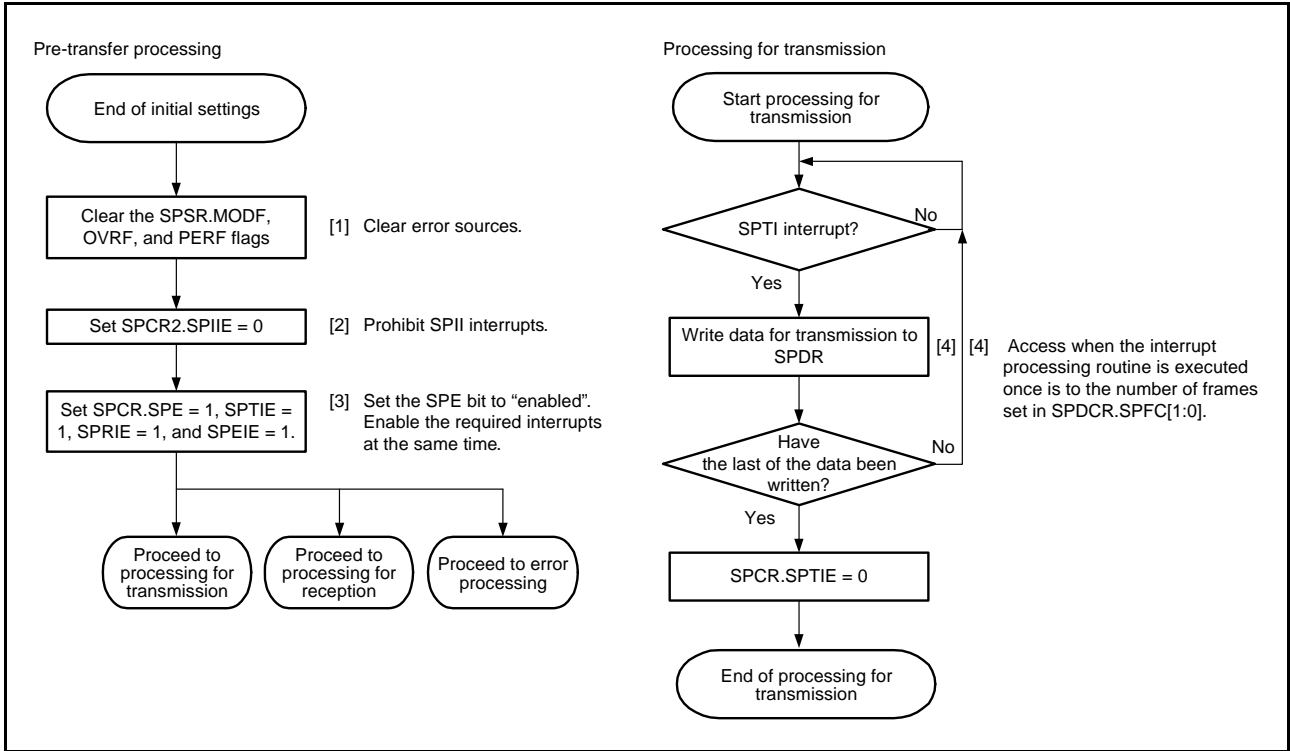 Pre-transfer processing
End of initial settings
Clear the SPSR.MODF,
OVRF, and PERF flags
[1] Clear error sources.
Set SPCR2.SPIIE = 0
[2] Prohibit SPII interrupts.
Set SPCR.SPE = 1, SPTIE =
1, SPRIE = 1, and SPEIE = 1.
[3] Set the SPE bit to “enabled”.
Enable the required interrupts
at the same time.
Proceed to
processing for
transmission
Proceed to
processing for
reception
Proceed to error
processing
Processing for transmission
Start processing for
transmission
SPTI interrupt?
No
Yes
Write data for transmission to
SPDR
[4]
[4] Access when the interrupt
processing routine is executed
once is to the number of frames
set in SPDCR.SPFC[1:0].
Have
the last of the data been
written?
No
Yes
SPCR.SPTIE = 0
End of processing for
transmission